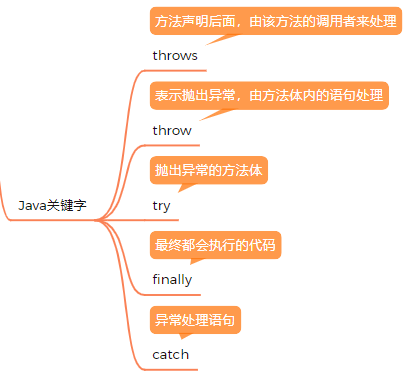 方法声明后面，由该方法的调用者来处理
throws
表示抛出异常，由方法体内的语句处理
throw
抛出异常的方法体
Java关键字
try
最终都会执行的代码
finally
异常处理语句
catch